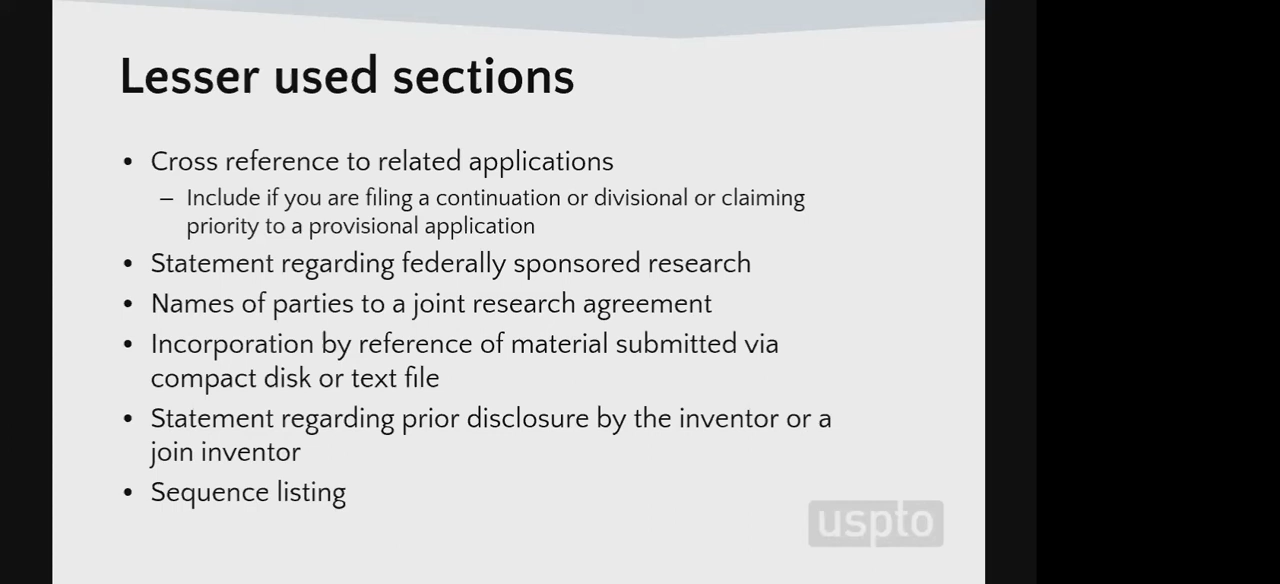 Lesser used sections
• Cross reference to related applications
– Include if you are filing a continuation or divisional or claiming
priority to a provisional application
• Statement regarding federally sponsored research
• Names of parties to a joint research agreement
• Incorporation by reference of material submitted via
compact disk or text file
• Statement regarding prior disclosure by the inventor or a
join inventor
• Sequence listing
uspto